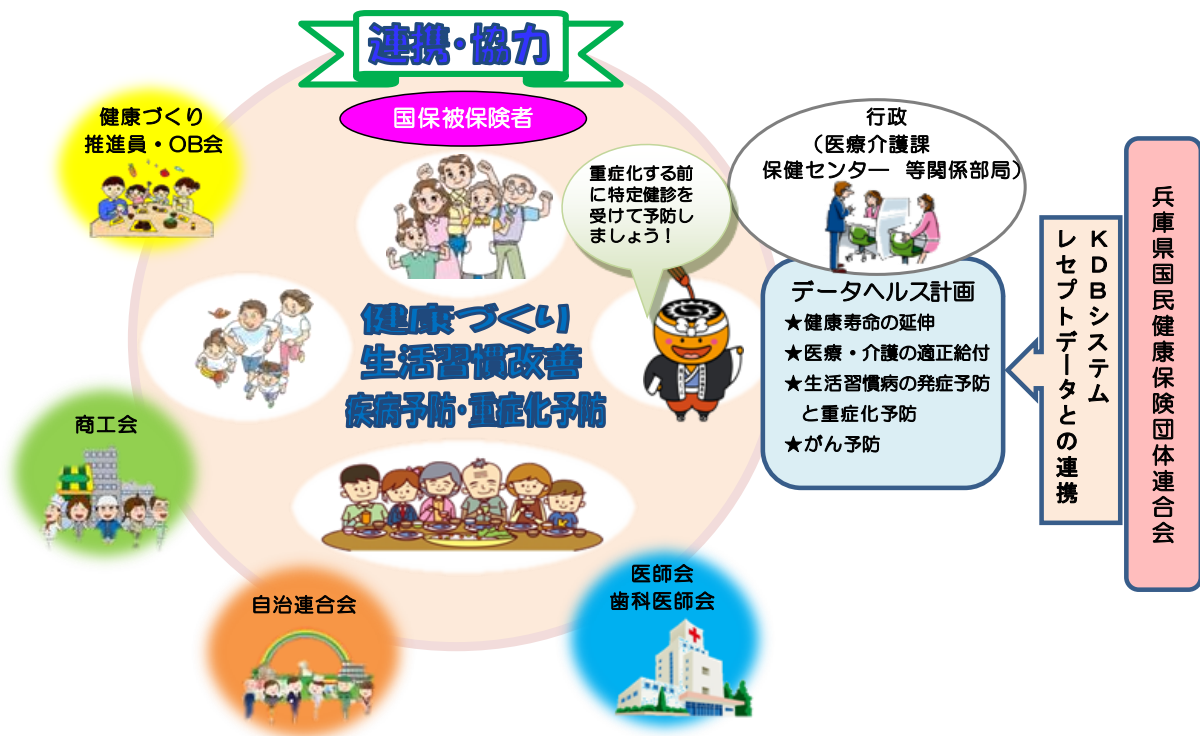 連携・協力
国保被保険者
健康づくり
推進員・OB会
重症化する前
に特定健診を
受けて予防し
ましょう！
行政
（医療介護課
保健センター 等関係部局）
データヘルス計画
★健康寿命の延伸
★医療・介護の適正給付
★生活習慣病の発症予防
と重症化予防
★がん予防
KDBシステム
レセプトデータとの連携
兵庫県国民健康保険団体連合会
健康づくり
生活習慣改善
疾病予防・重症化予防
商工会
自治連合会
医師会
歯科医師会